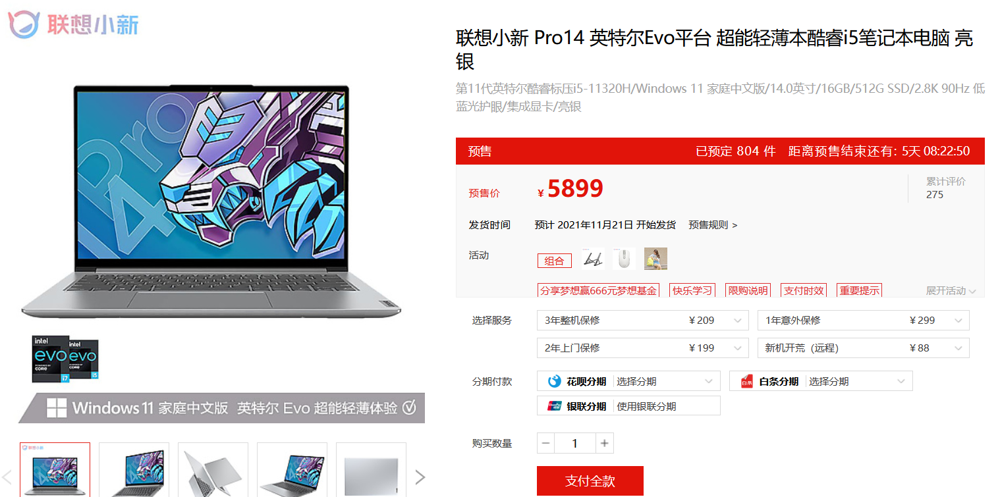 联想小新
联想小新 Pro14 英特尔Evo平台 超能轻薄本酷睿i5笔记本电脑 亮
银
第11代英特尔酷睿标压i5-11320H/Windows 11 家庭中文版/14.0英寸/16GB/512G SSD/2.8K 90Hz 低
蓝光护眼/集成显卡/亮银
Pro
14
预售 已预定 804 件 距离预售结束还有: 5天 08:22:50
预售价 ¥ 5899
累计评价
275
发货时间 预计 2021年11月21日 开始发货 预售规则 >
活动 组合
分享梦想赢666元梦想基金 快乐学习 限购说明 支付时效 重要提示 展开活动
选择服务 3年整机保修 ¥ 209 1年意外保修 ¥ 299
2年上门保修 ¥ 199 新机开荒（远程） ¥ 88
intel intel
evo evo
POWERED BY
CORE CORE
i7 i5
分期付款 花呗分期 选择分期 白条 白条分期 选择分期
银联分期 使用银联分期
Windows 11 家庭中文版 英特尔 Evo 超能轻薄体验
购买数量 − 1 +
联想小新
支付全款